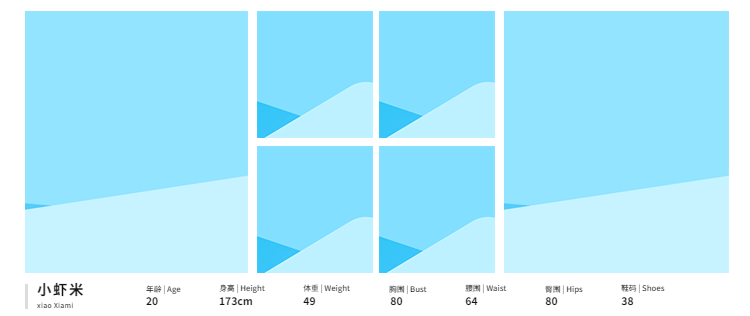 小虾米
xiao Xiami
年龄 | Age
20
身高 | Height
173cm
体重 | Weight
49
胸围 | Bust
80
腰围 | Waist
64
臀围 | Hips
80
鞋码 | Shoes
38